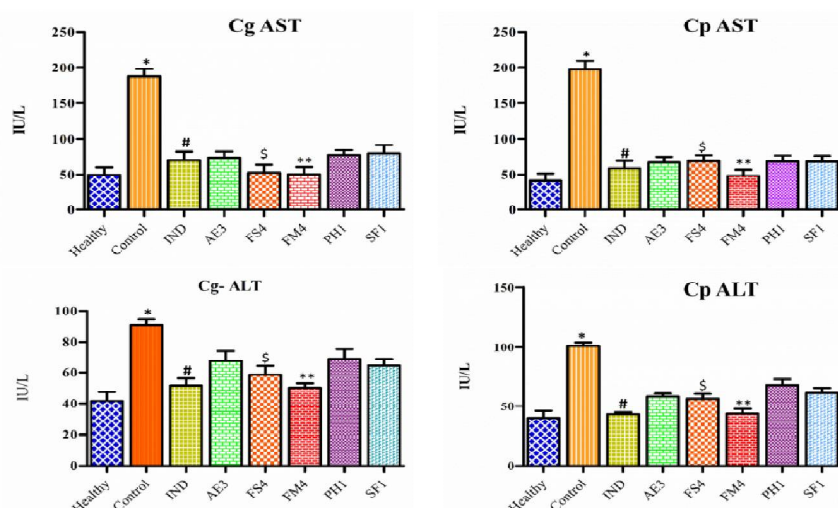 Cg AST
IU/L
250
200
150
100
50
0
*
#
$
**
Healthy
Control
IND
AE3
FS4
FM4
PH1
SF1
Cp AST
IU/L
250
200
150
100
50
0
*
#
$
**
Healthy
Control
IND
AE3
FS4
FM4
PH1
SF1
Cg- ALT
IU/L
100
80
60
40
20
0
*
#
$
**
Healthy
Control
IND
AE3
FS4
FM4
PH1
SF1
Cp ALT
IU/L
150
100
50
0
*
#
$
**
Healthy
Control
IND
AE3
FS4
FM4
PH1
SF1